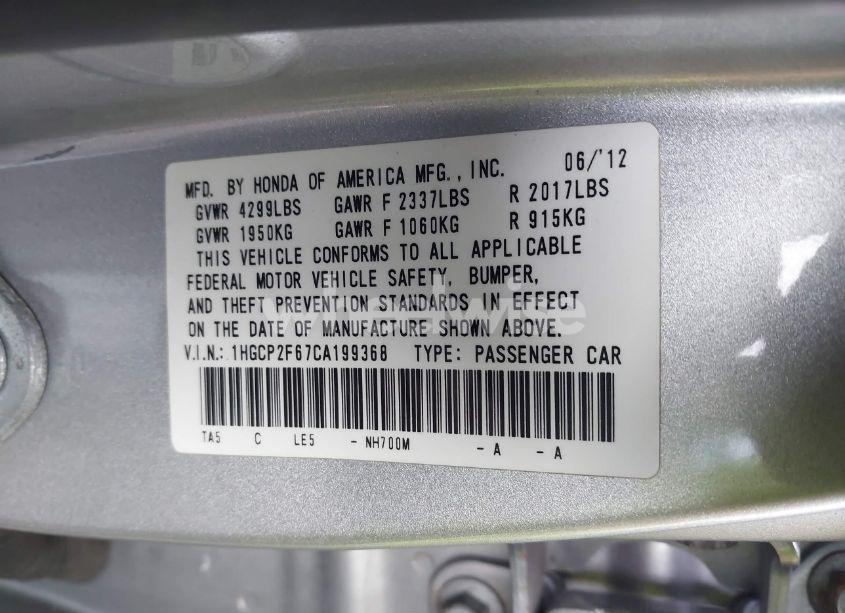 MFD. BY HONDA OF AMERICA MFG., INC. 06/'12
GVWR 4299LBS GAWR F 2337LBS R 2017LBS
GVWR 1950KG GAWR F 1060KG R 915KG
THIS VEHICLE CONFORMS TO ALL APPLICABLE
FEDERAL MOTOR VEHICLE SAFETY, BUMPER,
AND THEFT PREVENTION STANDARDS IN EFFECT
ON THE DATE OF MANUFACTURE SHOWN ABOVE.
V.I.N.: 1HGCP2F67CA199368 TYPE: PASSENGER CAR
TA5 C LE5 - NH700M - A - A